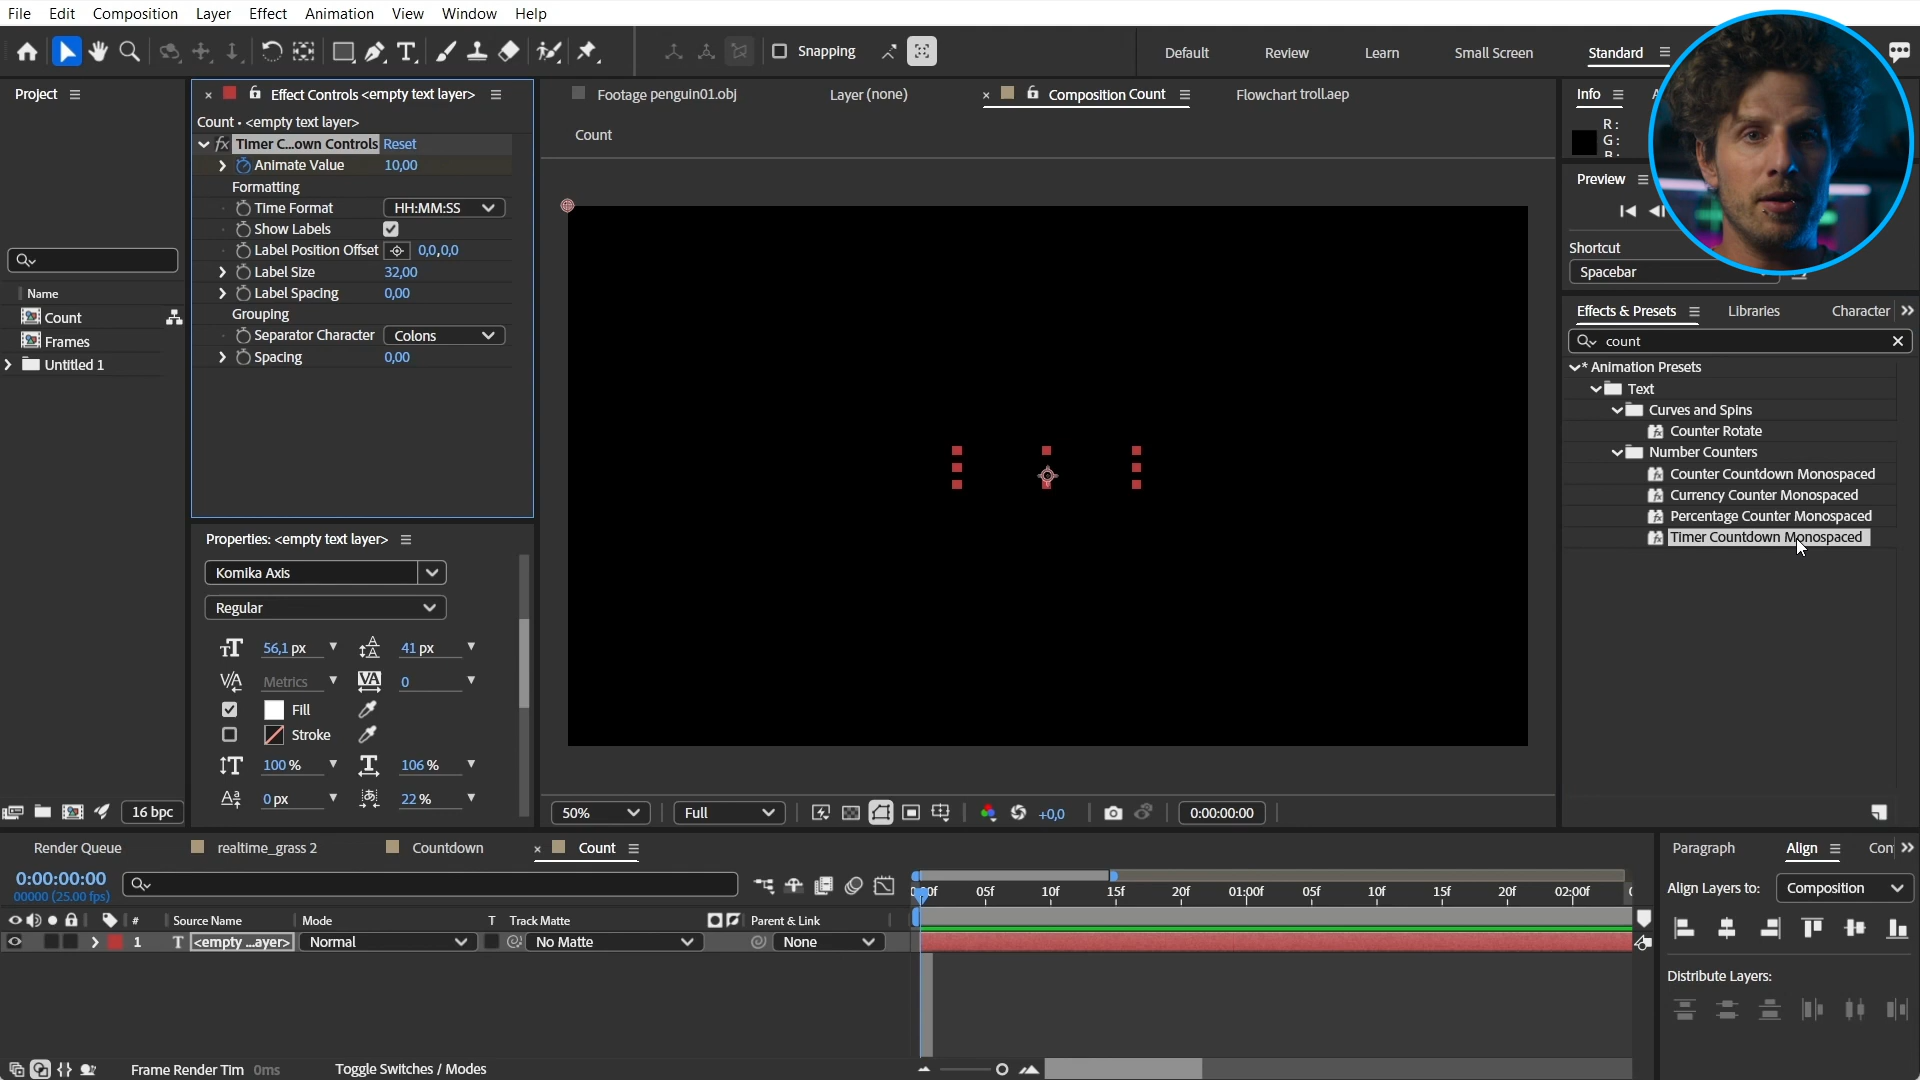 File Edit Composition Layer Effect Animation View Window Help
Snapping
Default Review Learn Small Screen Standard
Project
Effect Controls <empty text layer>
Count • <empty text layer>
fx Timer C...own Controls Reset
Animate Value 10,00
Formatting
Time Format HH:MM:SS
Show Labels
Label Position Offset 0,0,0,0
Label Size 32,00
Label Spacing 0,00
Grouping
Separator Character Colons
Spacing 0,00
Footage penguin01.obj Layer (none) Composition Count Flowchart troll.aep
Count
Info
R:
G:
B:
Preview
Shortcut
Spacebar
Name
Count
Frames
Untitled 1
16 bpc
Effects & Presets Libraries Character
count
* Animation Presets
Text
Curves and Spins
Counter Rotate
Number Counters
Counter Countdown Monospaced
Currency Counter Monospaced
Percentage Counter Monospaced
Timer Countdown Monospaced
Properties: <empty text layer>
Komika Axis
Regular
56,1 px 41 px
Metrics 0
Fill
Stroke
100 % 106 %
0 px 22 %
50% Full +0,0 0:00:00:00
Render Queue realtime_grass 2 Countdown Count
0:00:00:00
00000 (25.00 fps)
05f 10f 15f 20f 01:00f 05f 10f 15f 20f 02:00f
# Source Name Mode T Track Matte Parent & Link
1 T <empty ...ayer> Normal No Matte None
Frame Render Tim 0ms Toggle Switches / Modes
Paragraph Align
Align Layers to: Composition
Distribute Layers: